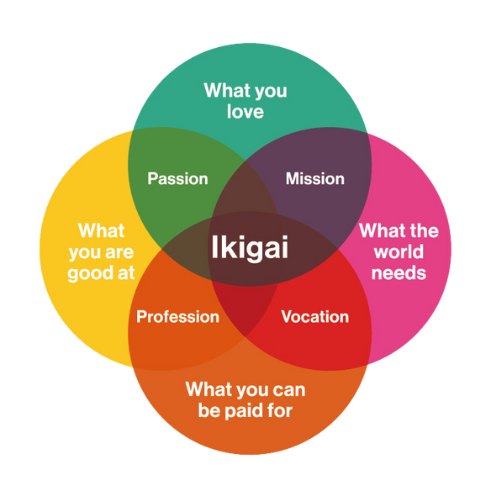 What you
love
Passion
Mission
What
you are
good at
Ikigai
What the
world
needs
Profession
Vocation
What you can
be paid for